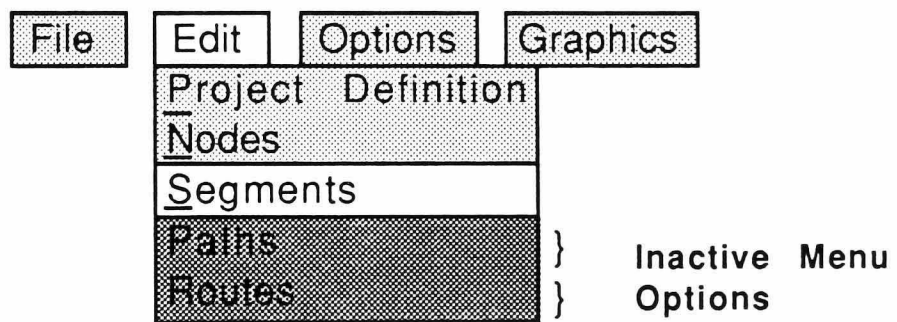 File Edit Options Graphics
Project Definition
Nodes
Segments
Paths }
Routes }
Inactive Menu
Options